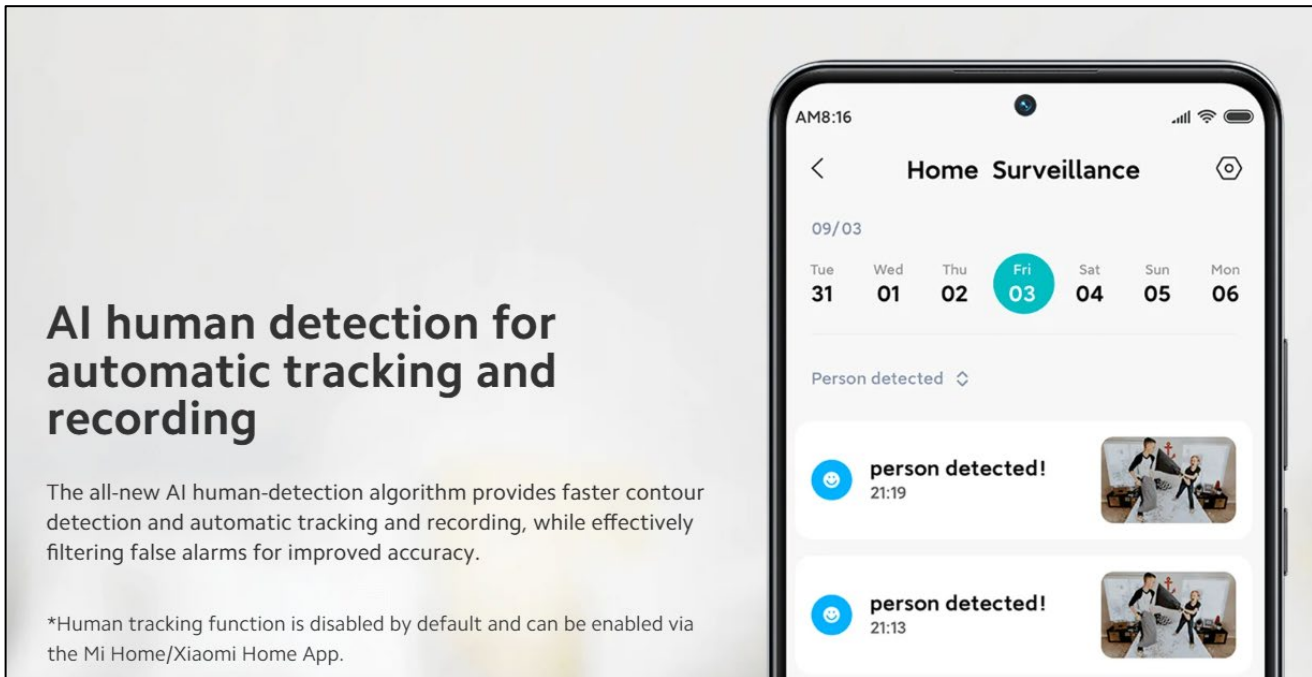 AI human detection for
automatic tracking and
recording
The all-new AI human-detection algorithm provides faster contour
detection and automatic tracking and recording, while effectively
filtering false alarms for improved accuracy.
*Human tracking function is disabled by default and can be enabled via
the Mi Home/Xiaomi Home App.
AM8:16
Home Surveillance
09/03
Tue Wed Thu Fri Sat Sun Mon
31 01 02 03 04 05 06
Person detected
person detected!
21:19
person detected!
21:13